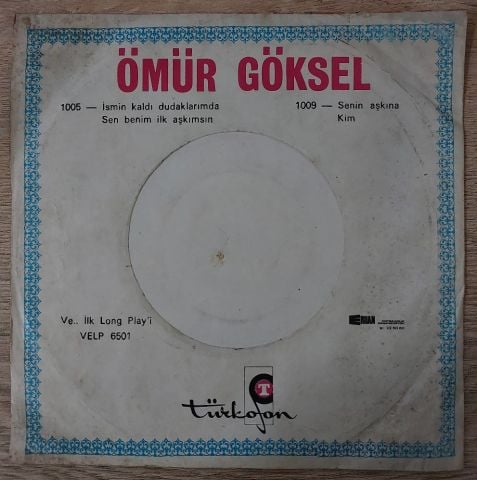 ÖMÜR GÖKSEL
1005 — İsmin kaldı dudaklarımda
Sen benim ilk aşkımsın
1009 — Senin aşkına
Kim
Ve.. İlk Long Play'i
VELP 6501
T
türkofon